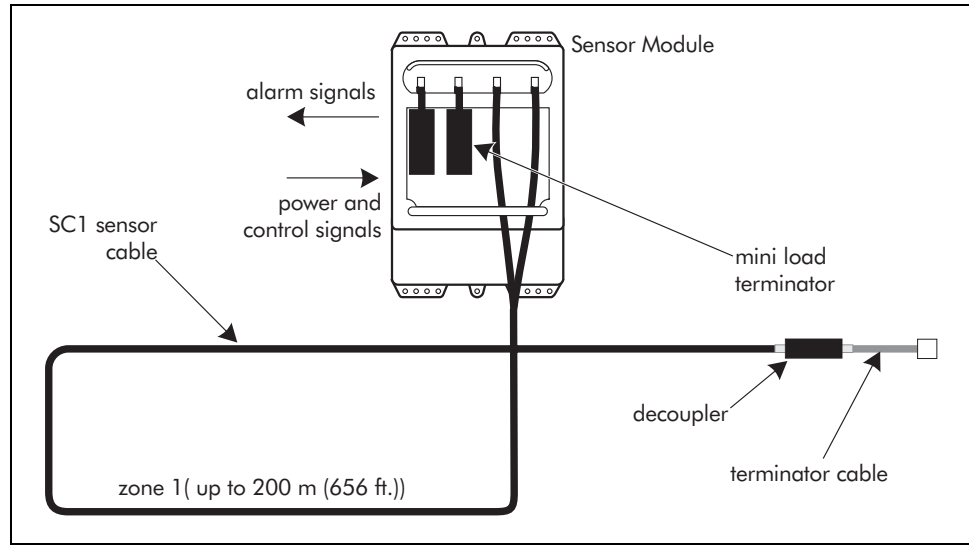 Sensor Module
alarm signals
power and
control signals
SC1 sensor
cable
mini load
terminator
decoupler
terminator cable
zone 1( up to 200 m (656 ft.))